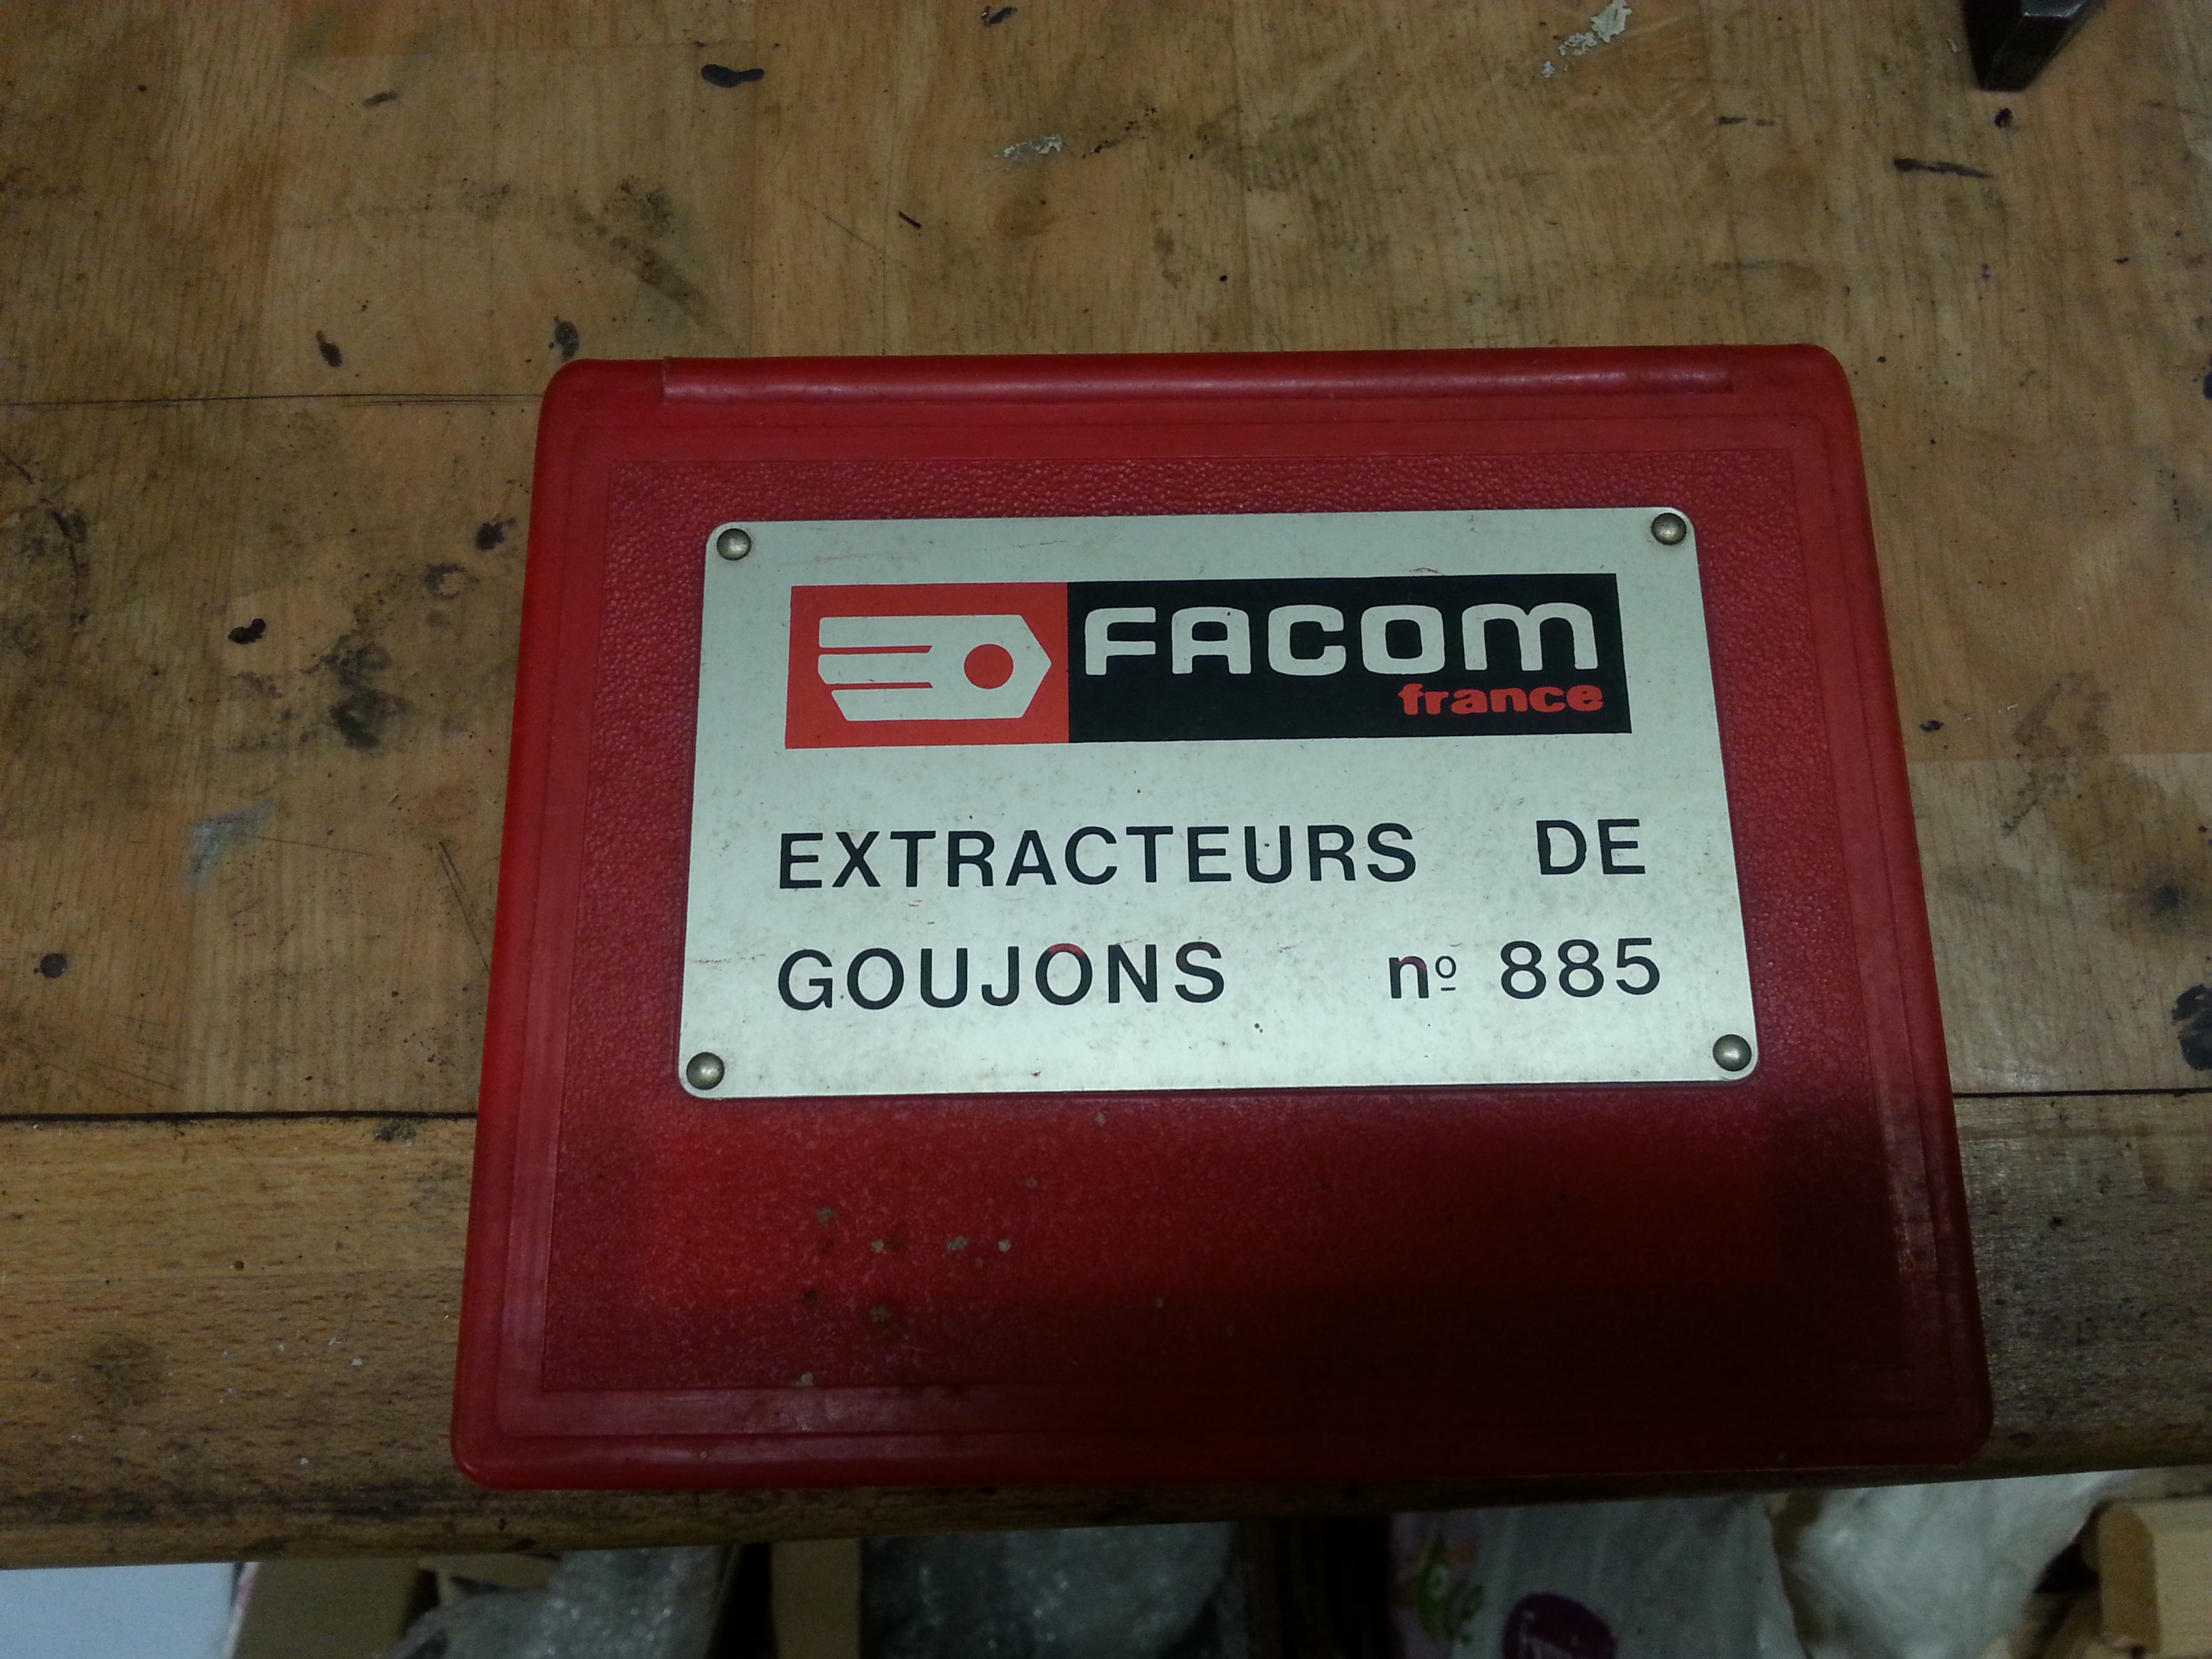 FACOM
france
EXTRACTEURS DE
GOUJONS nº 885